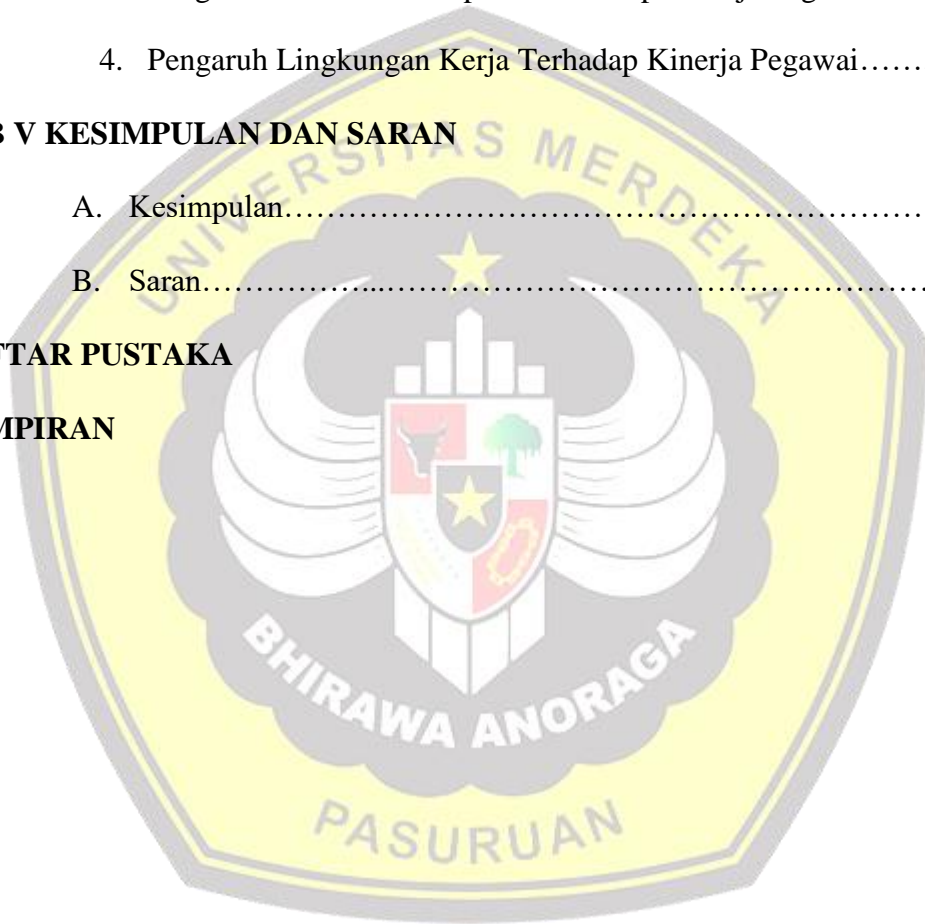 4. Pengaruh Lingkungan Kerja Terhadap Kinerja Pegawai……
V KESIMPULAN DAN SARAN
A. Kesimpulan……………………………………………………
B. Saran……………...……………………………………………
TAR PUSTAKA
MPIRAN
UNIVERSITAS MERDEKA
BHIRAWA ANORAGA
PASURUAN